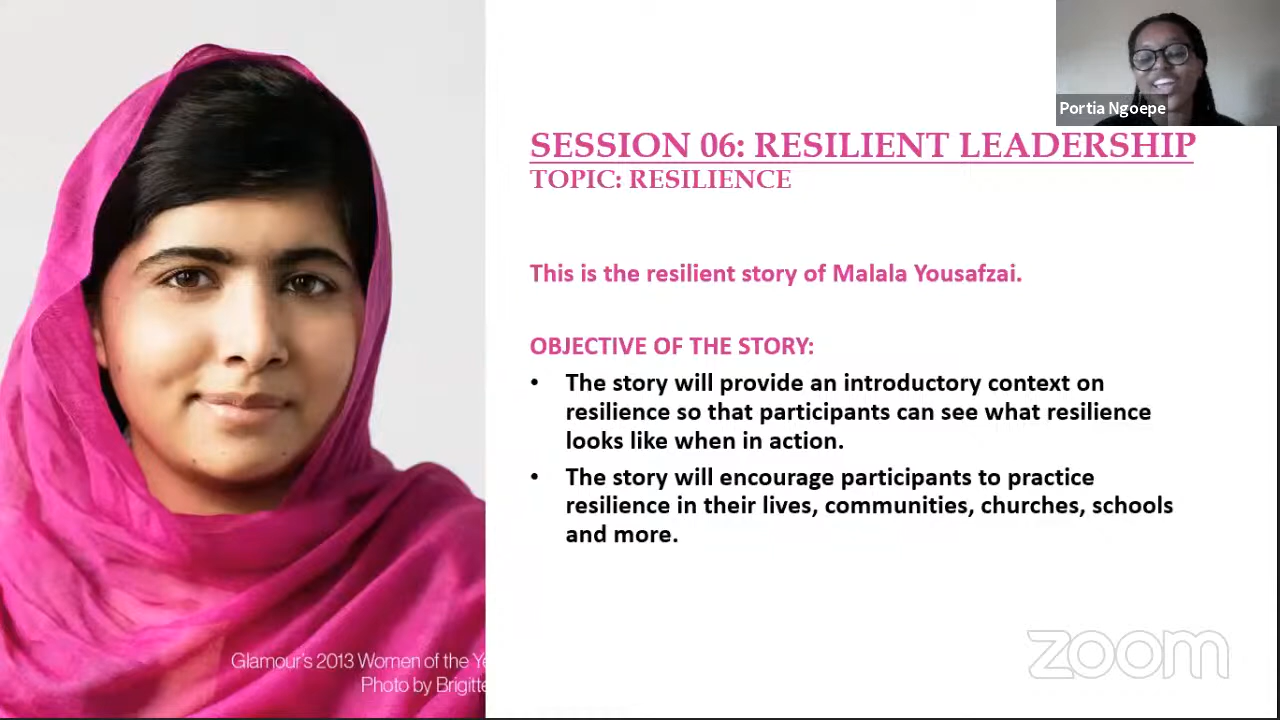 Portia Ngoepe
SESSION 06: RESILIENT LEADERSHIP
TOPIC: RESILIENCE
This is the resilient story of Malala Yousafzai.
OBJECTIVE OF THE STORY:
• The story will provide an introductory context on
resilience so that participants can see what resilience
looks like when in action.
• The story will encourage participants to practice
resilience in their lives, communities, churches, schools
and more.
Glamour's 2013 Women of the Ye
Photo by Brigitte
zoom